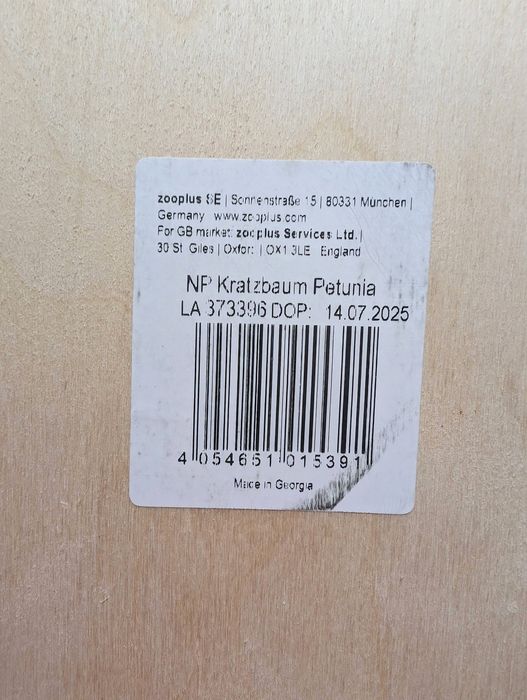 zooplus SE | Sonnenstraße 15 | 80331 München |
Germany www.zooplus.com
For GB market: zooplus Services Ltd. |
30 St. Giles | Oxford | OX1 3LE England
NP Kratzbaum Petunia
LA 373396 DOP: 14.07.2025
4 054651 015391
Made in Georgia